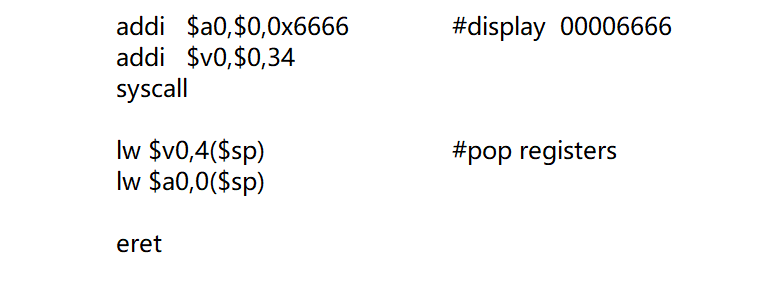 addi $a0,$0,0x6666 #display 00006666
addi $v0,$0,34
syscall
lw $v0,4($sp) #pop registers
lw $a0,0($sp)
eret